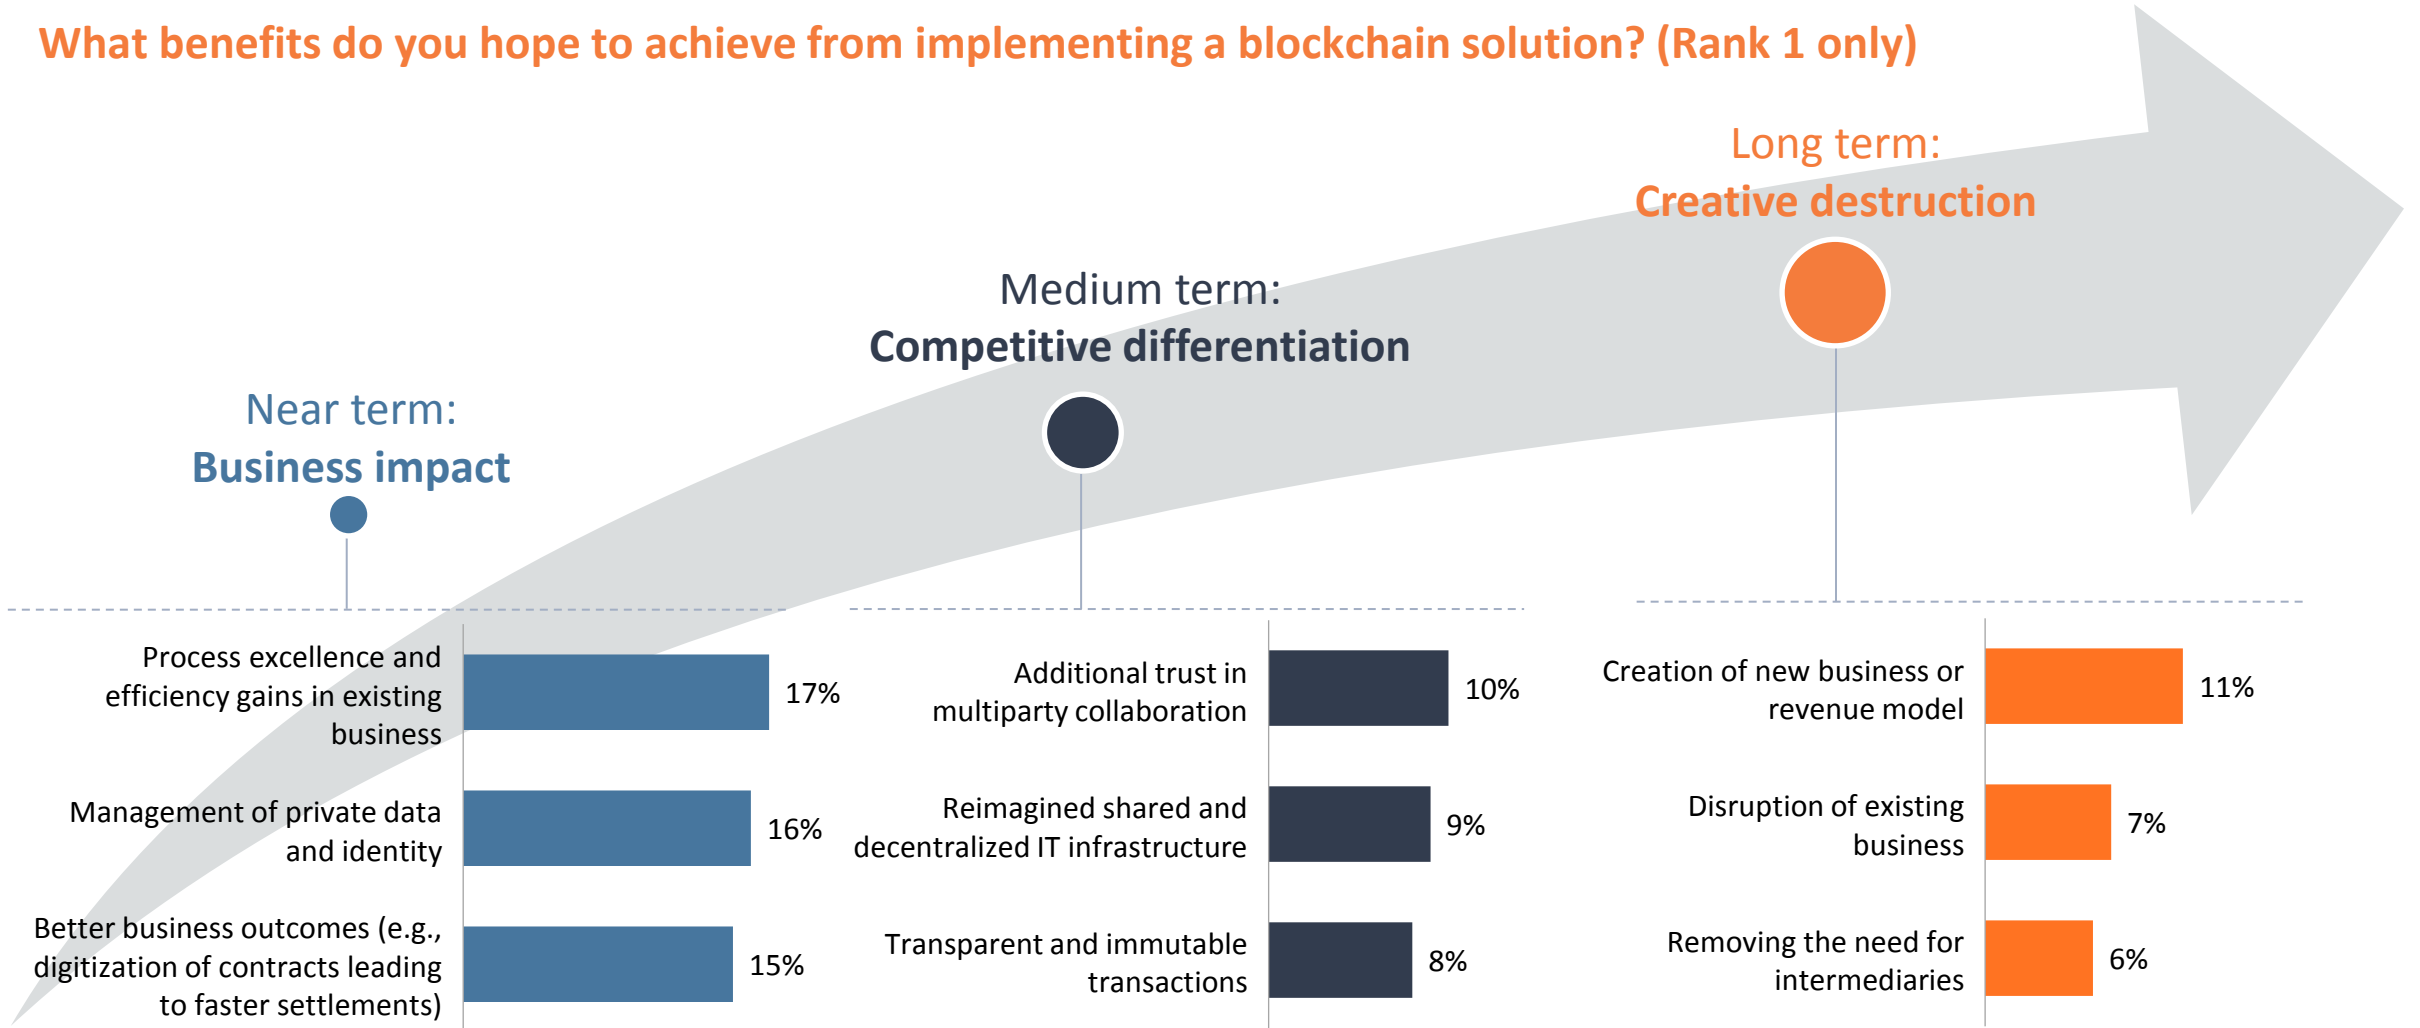 What benefits do you hope to achieve from implementing a blockchain solution? (Rank 1 only)
Near term:
Business impact
Process excellence and
efficiency gains in existing
business
17%
Management of private data
and identity
16%
Better business outcomes (e.g.,
digitization of contracts leading
to faster settlements)
15%
Medium term:
Competitive differentiation
Additional trust in
multiparty collaboration
10%
Reimagined shared and
decentralized IT infrastructure
9%
Transparent and immutable
transactions
8%
Long term:
Creative destruction
Creation of new business or
revenue model
11%
Disruption of existing
business
7%
Removing the need for
intermediaries
6%